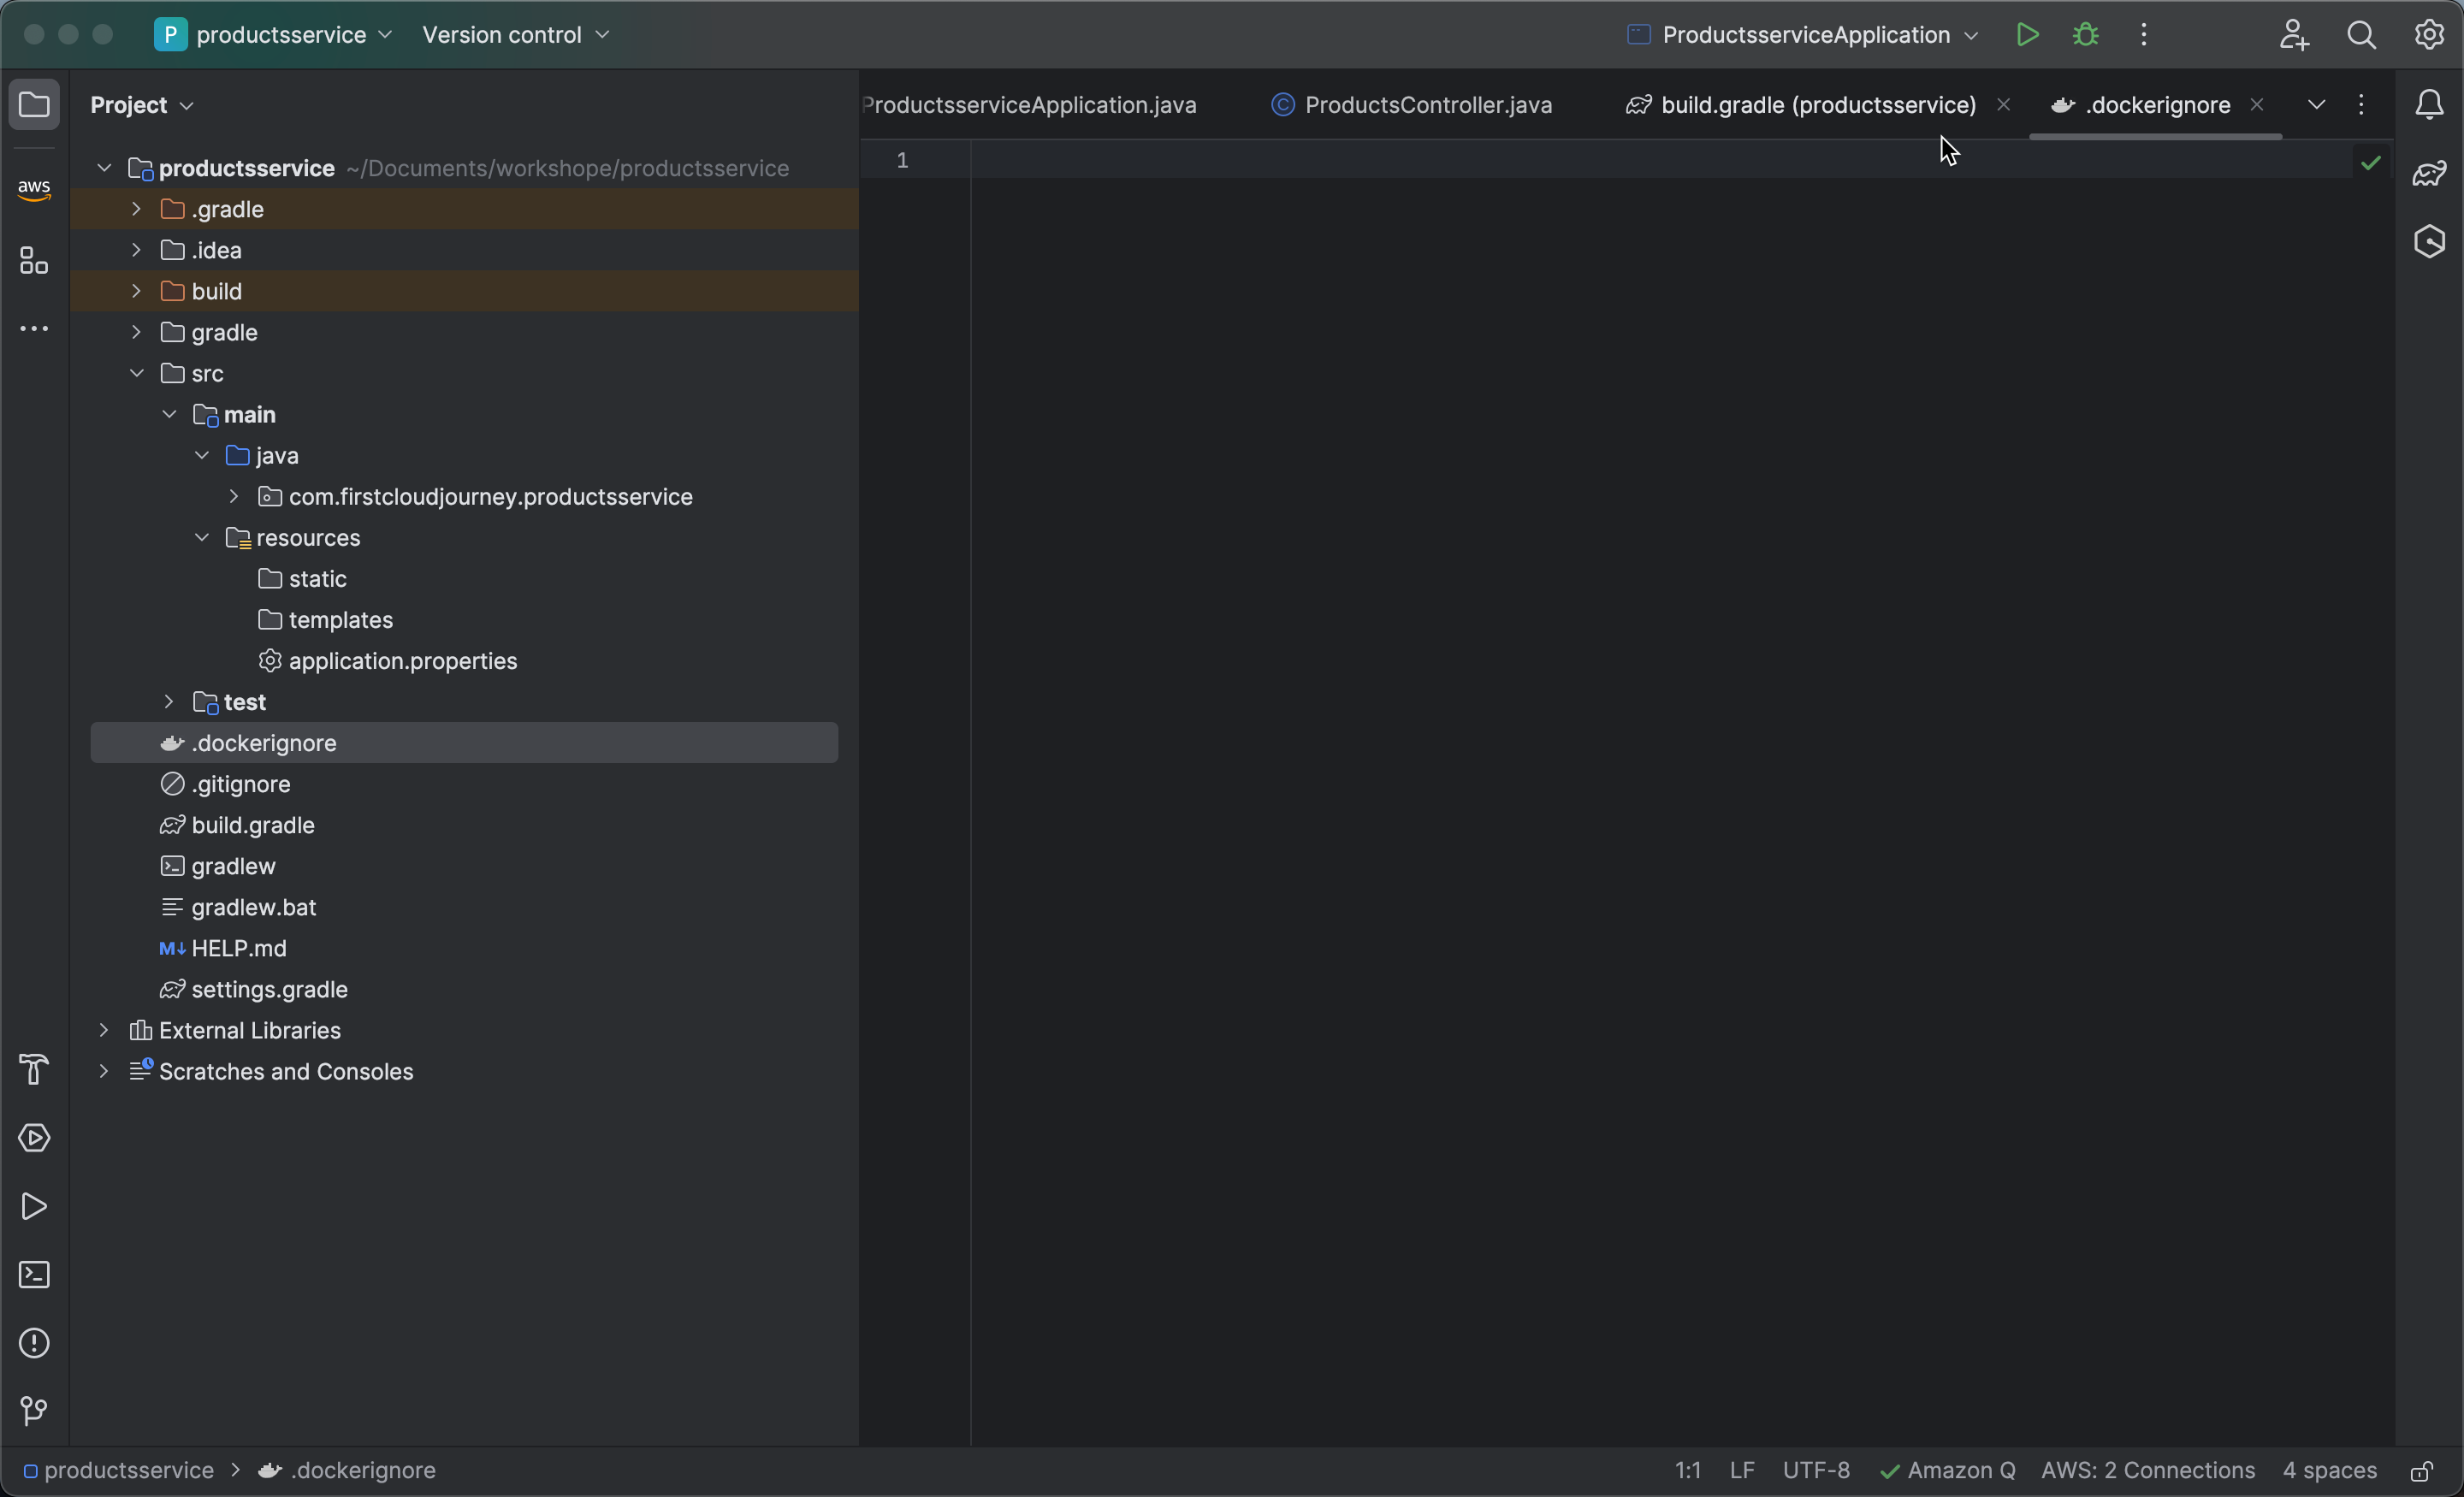 P productsservice Version control ProductsserviceApplication
aws
Project
ProductsserviceApplication.java ProductsController.java build.gradle (productsservice) .dockerignore
productsservice ~/Documents/workshope/productsservice
1
.gradle
.idea
build
gradle
src
main
java
com.firstcloudjourney.productsservice
resources
static
templates
application.properties
test
.dockerignore
.gitignore
build.gradle
gradlew
gradlew.bat
M↓ HELP.md
settings.gradle
External Libraries
Scratches and Consoles
productsservice > .dockerignore 1:1 LF UTF-8 Amazon Q AWS: 2 Connections 4 spaces